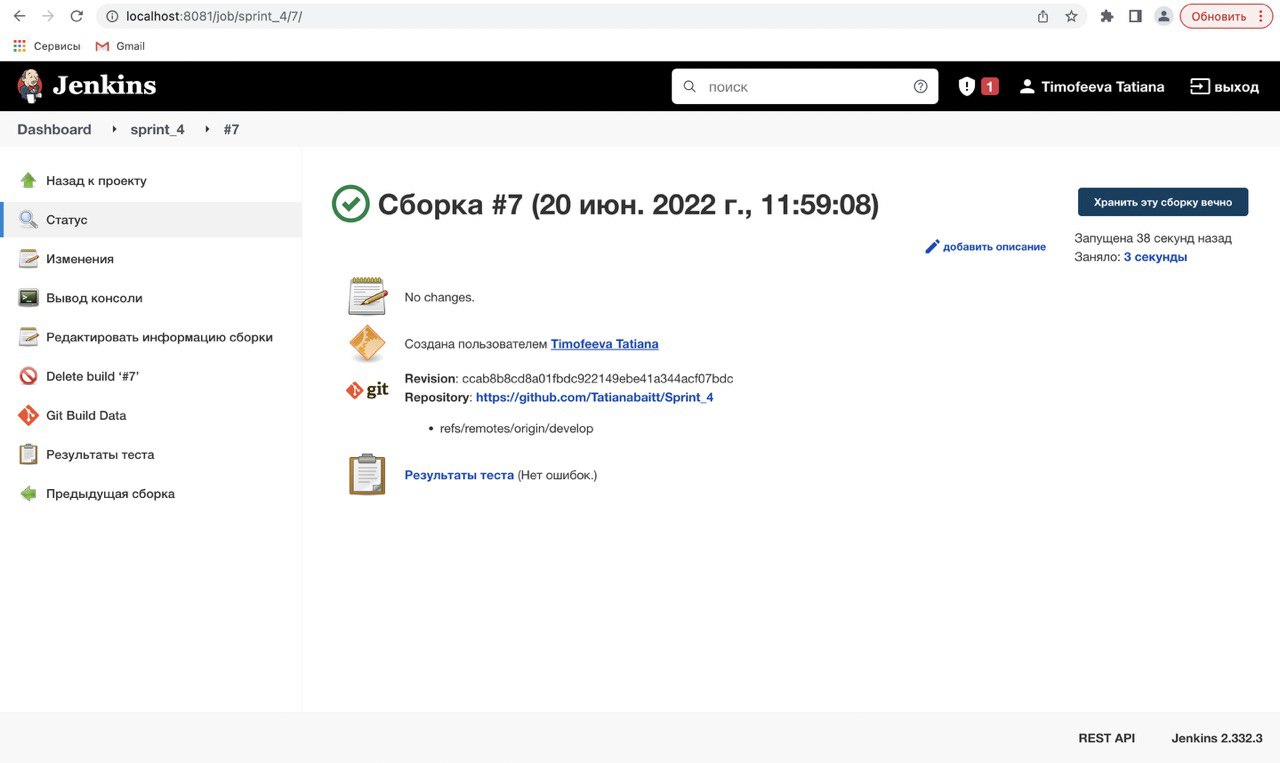 localhost:8081/job/sprint_4/7/
Обновить
Сервисы
Gmail
Jenkins
поиск
1
Timofeeva Tatiana
выход
Dashboard
sprint_4
#7
Назад к проекту
Статус
Изменения
Вывод консоли
Редактировать информацию сборки
Delete build ‘#7’
Git Build Data
Результаты теста
Предыдущая сборка
Сборка #7 (20 июн. 2022 г., 11:59:08)
Хранить эту сборку вечно
добавить описание
Запущена 38 секунд назад
Заняло: 3 секунды
No changes.
Создана пользователем Timofeeva Tatiana
git
Revision: ccab8b8cd8a01fbdc922149ebe41a344acf07bdc
Repository: https://github.com/Tatianabaitt/Sprint_4
• refs/remotes/origin/develop
Результаты теста (Нет ошибок.)
REST API
Jenkins 2.332.3